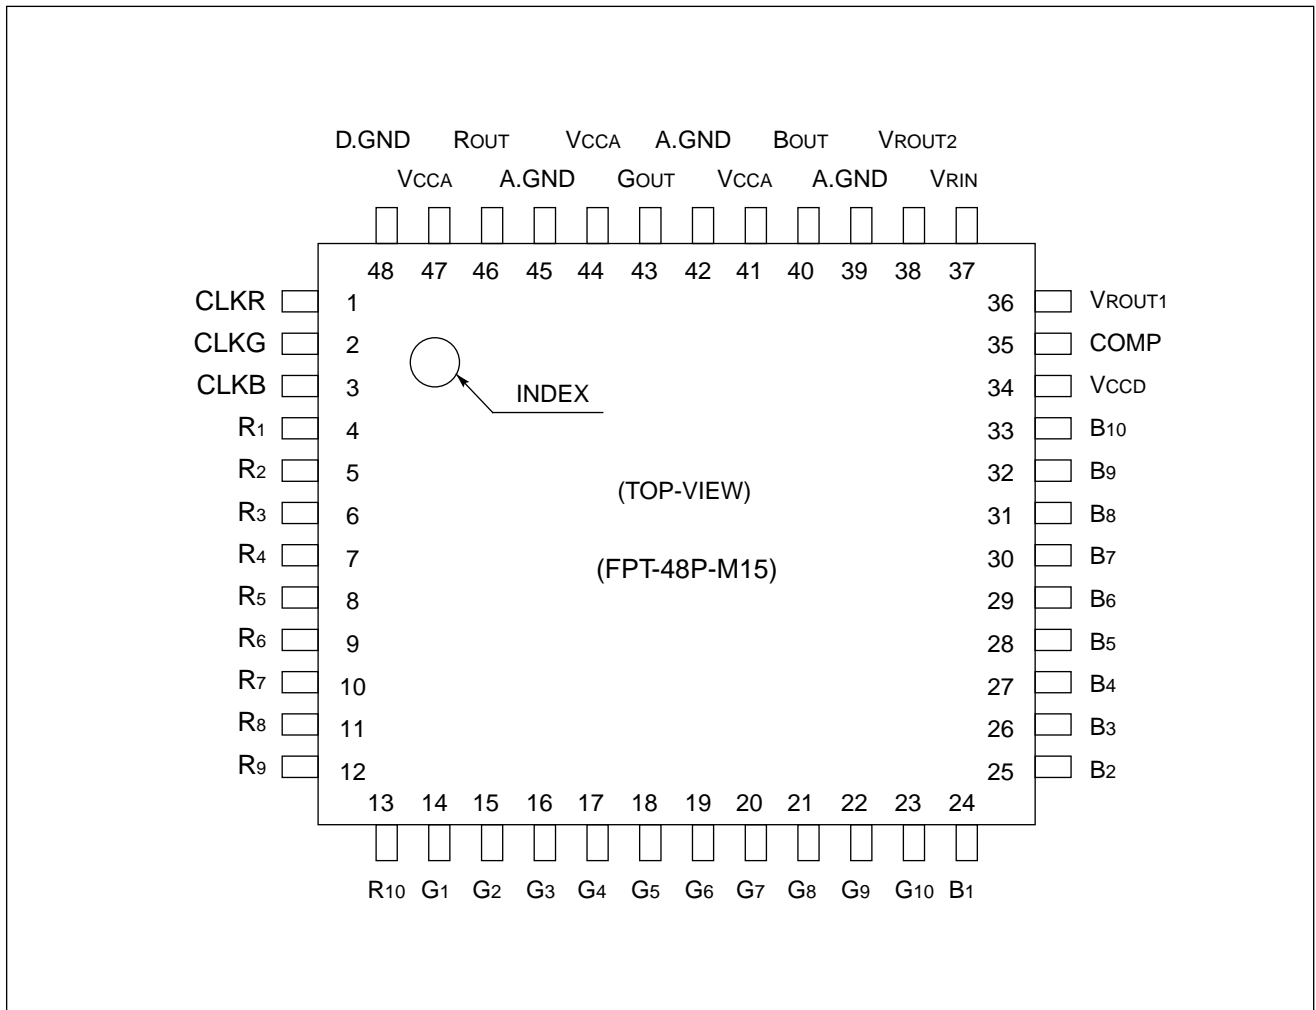 D.GND ROUT VCCA A.GND BOUT VROUT2
VCCA A.GND GOUT VCCA A.GND VRIN
48 47 46 45 44 43 42 41 40 39 38 37
CLKR 1 36 VROUT1
CLKG 2 35 COMP
CLKB 3 INDEX 34 VCCD
R1 4 33 B10
R2 5 32 B9
(TOP-VIEW)
R3 6 31 B8
R4 7 30 B7
(FPT-48P-M15)
R5 8 29 B6
R6 9 28 B5
R7 10 27 B4
R8 11 26 B3
R9 12 25 B2
13 14 15 16 17 18 19 20 21 22 23 24
R10 G1 G2 G3 G4 G5 G6 G7 G8 G9 G10 B1